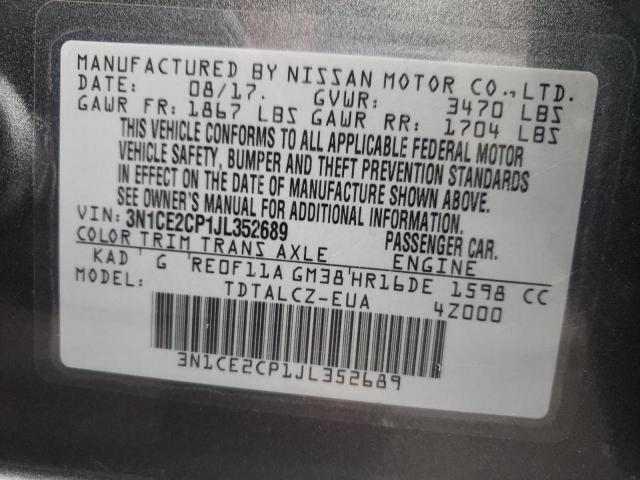 MANUFACTURED BY NISSAN MOTOR CO., LTD.
DATE: 08/17. GVWR: 3470 LBS
GAWR FR: 1867 LBS GAWR RR: 1704 LBS
THIS VEHICLE CONFORMS TO ALL APPLICABLE FEDERAL MOTOR
VEHICLE SAFETY, BUMPER AND THEFT PREVENTION STANDARDS
IN EFFECT ON THE DATE OF MANUFACTURE SHOWN ABOVE.
SEE OWNER'S MANUAL FOR ADDITIONAL INFORMATION.
VIN: 3N1CE2CP1JL352689 PASSENGER CAR.
COLOR TRIM TRANS AXLE ENGINE
KAD G RE0F11A GM38 HR16DE 1598 CC
MODEL: TDTALCZ-EUA 4Z000
3N1CE2CP1JL352689